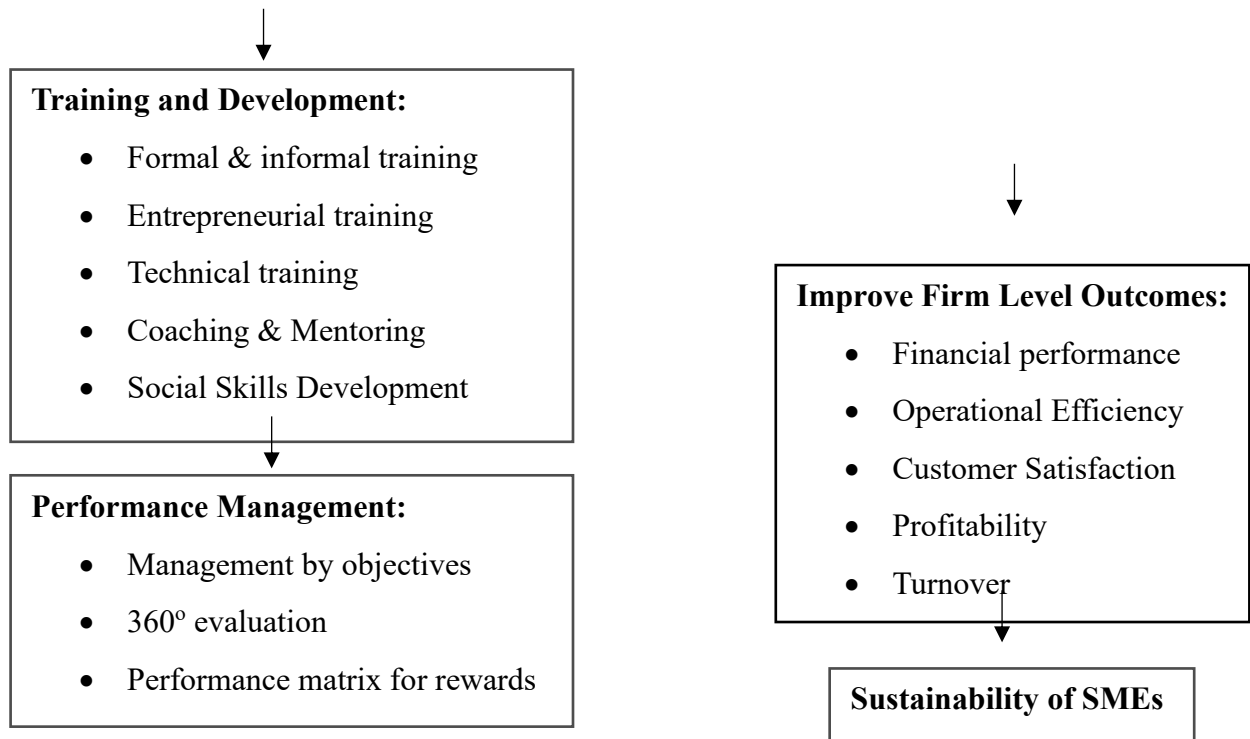 Training and Development:
• Formal & informal training
• Entrepreneurial training
• Technical training
• Coaching & Mentoring
• Social Skills Development
Performance Management:
• Management by objectives
• 360º evaluation
• Performance matrix for rewards
Improve Firm Level Outcomes:
• Financial performance
• Operational Efficiency
• Customer Satisfaction
• Profitability
• Turnover
Sustainability of SMEs